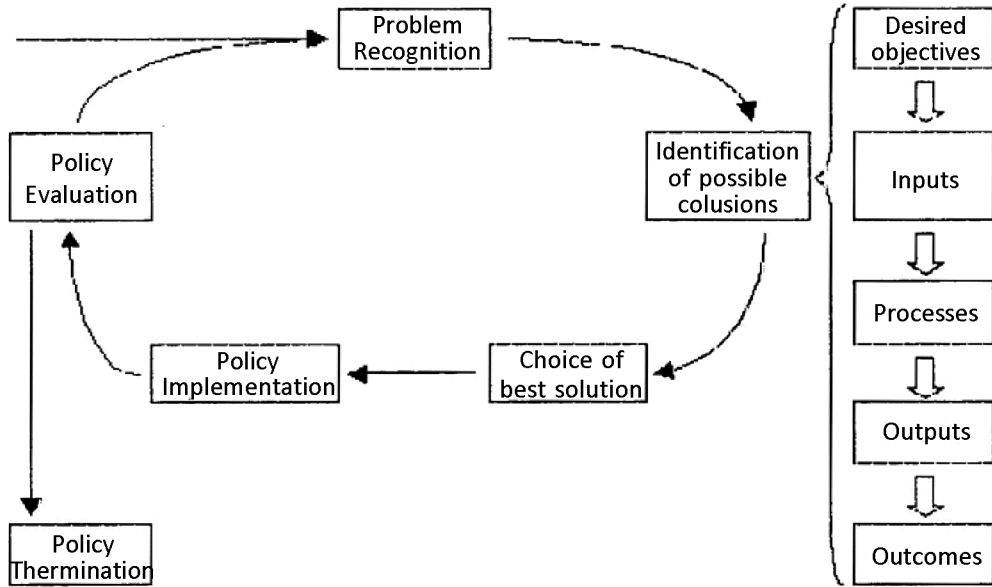 Problem
Recognition
Identification
of possible
colusions
Choice of
best solution
Policy
Implementation
Policy
Evaluation
Policy
Thermination
Desired
objectives
Inputs
Processes
Outputs
Outcomes